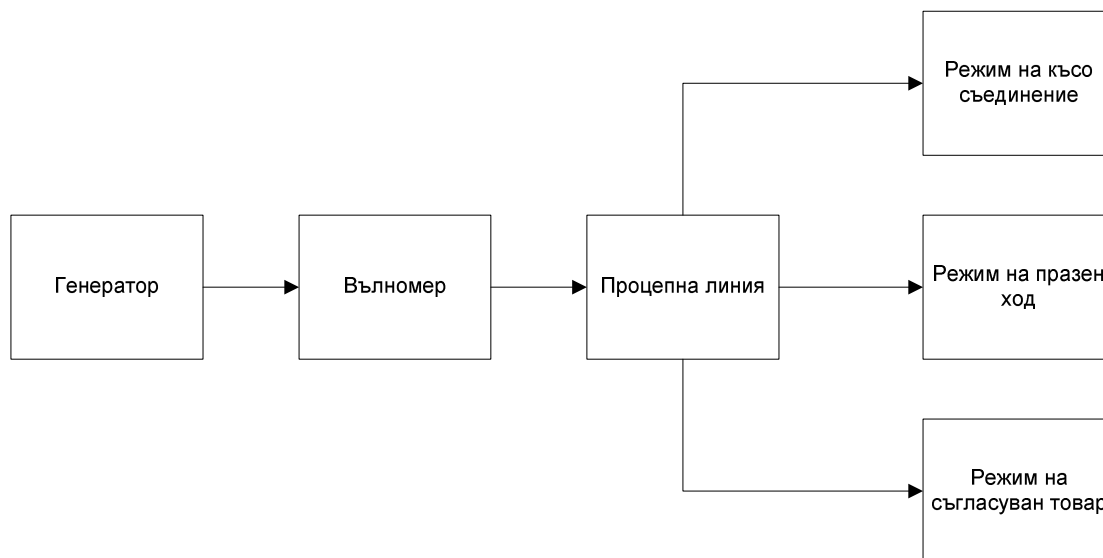 Режим на късо
съединение
Генератор
Вълномер
Процепна линия
Режим на празен
ход
Режим на
съгласуван товар